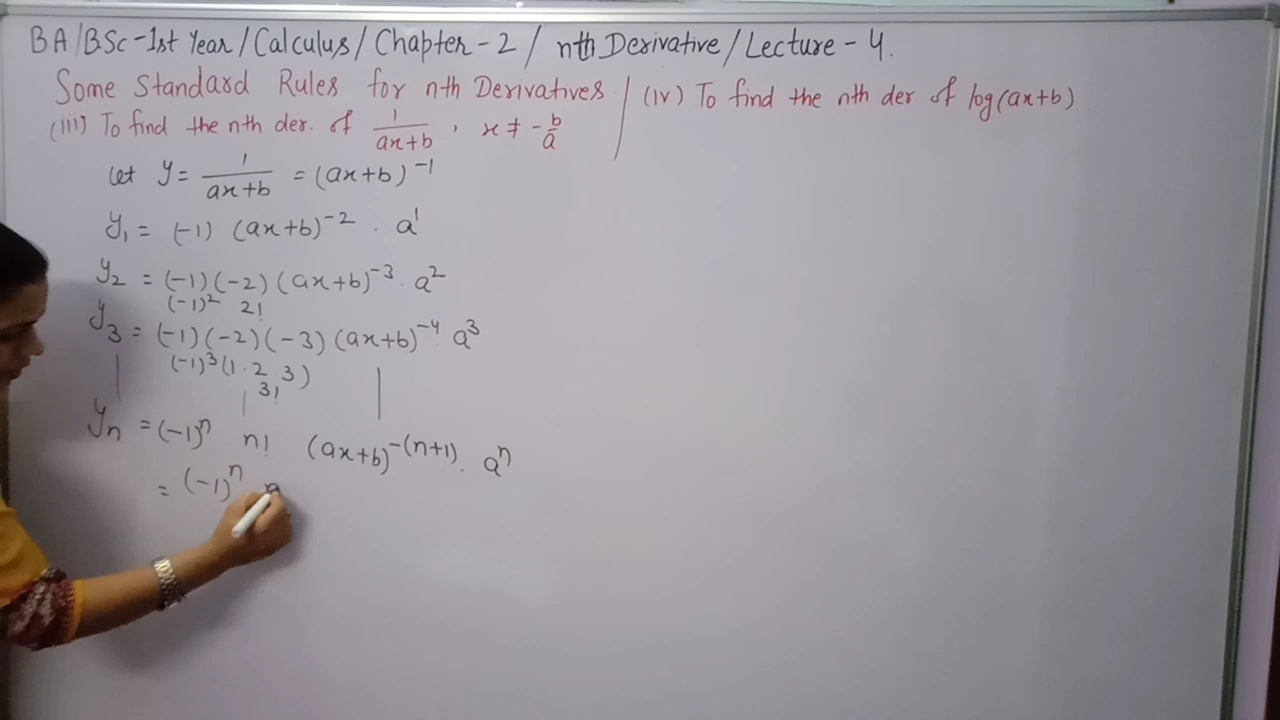 BA/BSc-1st Year/Calculus/Chapter-2/nth Derivative/Lecture-4.
Some Standard Rules for nth Derivatives
(iii) To find the nth der. of 1/(ax+b), x ≠ -b/a
(iv) To find the nth der. of log(ax+b)
Let y = 1/(ax+b) = (ax+b)^-1
y₁ = (-1) (ax+b)^-2 . a^1
y₂ = (-1)(-2)(ax+b)^-3 . a^2
(-1)^2 2!
y₃ = (-1)(-2)(-3)(ax+b)^-4 . a^3
(-1)^3 (1.2.3)
3!
yₙ = (-1)^n n! (ax+b)^-(n+1) . a^n
= (-1)^n n